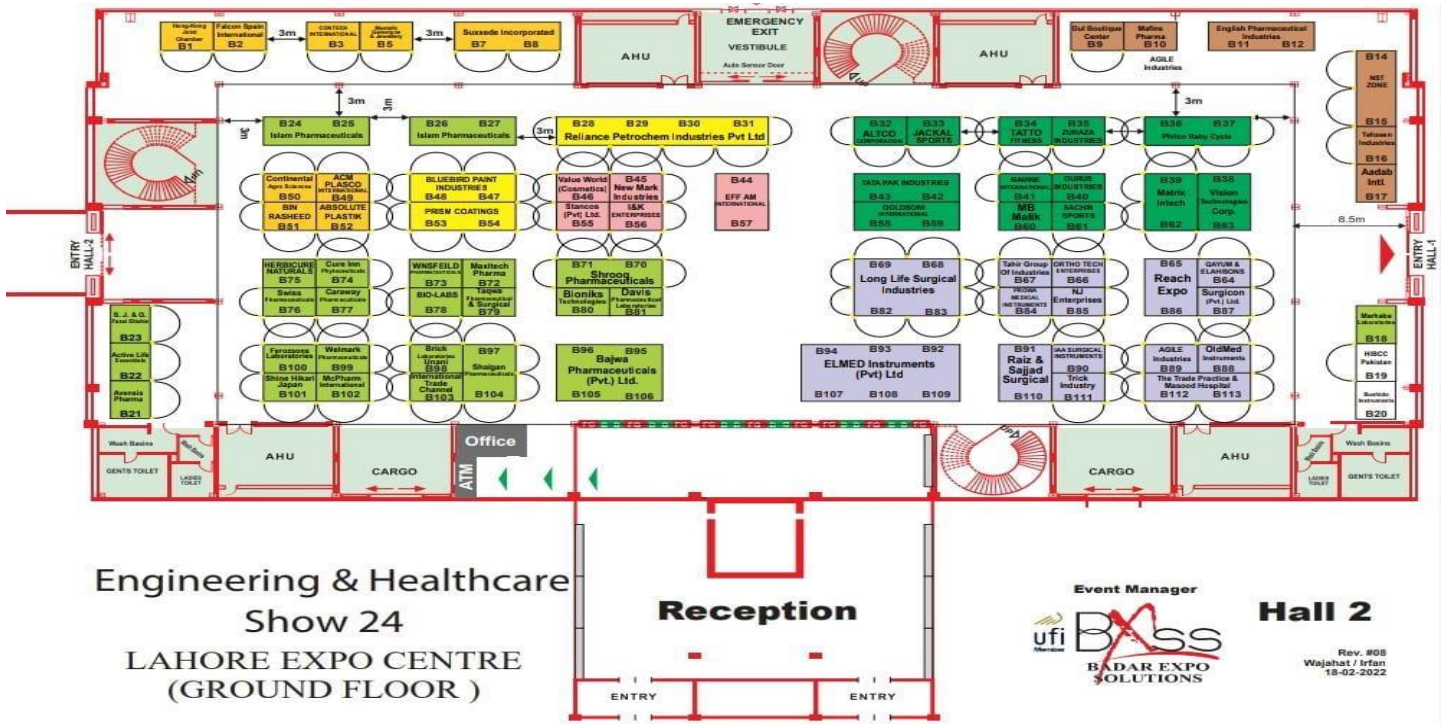 Hong-Kong
Joint
Chamber
B1
Falcon Spain
International
B2
3m
CONTECH
INTERNATIONAL
B3
B5
3m
Suxxede Incorporated
B7 B8
AHU
EMERGENCY
EXIT
VESTIBULE
Auto Sensor Door
UP
AHU
Gul Boutique
Center
B9
Mafins
Pharma
B10
AGILE
Industries
English Pharmaceutical
Industries
B11 B12
B14
NST
ZONE
B15
Tehseen
Industries
B16
Aadab
Intl.
B17
3m
3m
3m
3m
B24 B25
Islam Pharmaceuticals
B26 B27
Islam Pharmaceuticals
3m
B28 B29 B30 B31
Reliance Petrochem Industries Pvt Ltd
B32
ALTCO
CORPORATION
B33
JACKAL
SPORTS
B34
TATTO
FITNESS
B35
ZURAZA
INDUSTRIES
B36 B37
Philco Baby Cycle
UP
Continental
Agro Sciences
B50
ACM
PLASCO
INTERNATIONAL
B49
BIN
RASHEED
B51
ABSOLUTE
PLASTIK
B52
BLUEBIRD PAINT
INDUSTRIES
B48 B47
PRISM COATINGS
B53 B54
Value World
(Cosmetics)
B46
B45
New Mark
Industries
Stancos
(Pvt) Ltd.
B55
I&K
ENTERPRISES
B56
B44
EFF AM
INTERNATIONAL
B57
TATA PAK INDUSTRIES
B43 B42
GOLDSONS
INTERNATIONAL
B58 B59
RAVINE
INTERNATIONAL
B41
INDUSTRIES
B40
MB
Malik
B60
SACHIN
SPORTS
B61
B39
Matrix
Intech
B62
B38
Vision
Technologies
Corp.
B63
8.5m
ENTRY
HALL-2
ENTRY
HALL-1
HERBICURE
NATURALS
B75
Cure Inn
Phytoceuticals
B74
Swiss
Pharmaceuticals
B76
Caraway
Pharmaceuticals
B77
WNSFEILD
PHARMACEUTICALS
B73
Maxitech
Pharma
B72
BIO-LABS
B78
Taqwa
Pharmaceutical
& Surgical
B79
B71 B70
Shrooq
Pharmaceuticals
Bioniks
Technologies
B80
Davis
Pharmaceutical
Laboratories
B81
B69 B68
Long Life Surgical
Industries
B82 B83
Tahir Group
Of Industries
B67
ORTHO TECH
ENTERPRISES
B66
PROWA
MEDICAL
INSTRUMENTS
B84
NJ
Enterprises
B85
B65
Reach
Expo
B86
QAYUM &
ELAHISONS
B64
Surgicon
(Pvt.) Ltd.
B87
S. J. & G.
Fazul Ellahie
B23
Active Life
Essentials
B22
Avensis
Pharma
B21
Marhaba
Laboratories
B18
HIBCC
Pakistan
B19
Bushido
Instruments
B20
Ferozsons
Laboratories
B100
Welmark
Pharmaceuticals
B99
Shine Hikari
Japan
B101
McPharm
International
B102
Brick
Laboratories
Unani
B98
B97
Shaigan
Pharmaceuticals
B104
International
Trade
Channel
B103
B96 B95
Bajwa
Pharmaceuticals
(Pvt.) Ltd.
B105 B106
B94 B93 B92
ELMED Instruments
(Pvt) Ltd
B107 B108 B109
B91
Raiz &
Sajjad
Surgical
B110
IAA SURGICAL
INSTRUMENTS
B90
Trick
Industry
B111
AGILE
Industries
B89
OldMed
Instruments
B88
The Trade Practice &
Masood Hospital
B112 B113
Wash Basins
GENTS TOILET
LADIES
TOILET
AHU
CARGO
Office
ATM
UP
CARGO
AHU
Wash Basins
LADIES
TOILET
GENTS TOILET
Engineering & Healthcare
Show 24
LAHORE EXPO CENTRE
(GROUND FLOOR )
Reception
ENTRY
ENTRY
Event Manager
ufi
Member
BASS
BADAR EXPO
SOLUTIONS
Hall 2
Rev. #08
Wajahat / Irfan
18-02-2022